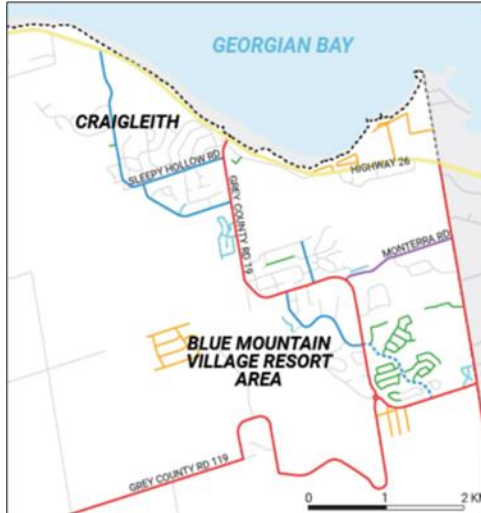 GEORGIAN BAY
CRAIGLEITH
SLEEPY HOLLOW RD
HIGHWAY 26
GREY COUNTY RD 19
MONTERRA RD
BLUE MOUNTAIN
VILLAGE RESORT
AREA
GREY COUNTY RD 119
0 1 2 K